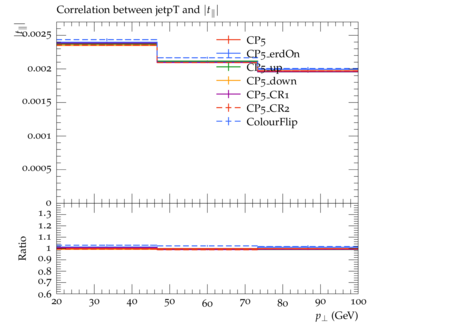 Correlation between jetpT and |t∥|
|t∥|
0.0025
0.002
0.0015
0.001
0.0005
0
CP5
CP5_erdOn
CP5_up
CP5_down
CP5_CR1
CP5_CR2
ColourFlip
Ratio
1.3
1.2
1.1
1
0.9
0.8
0.7
0.6
20 30 40 50 60 70 80 90 100
p⊥ (GeV)